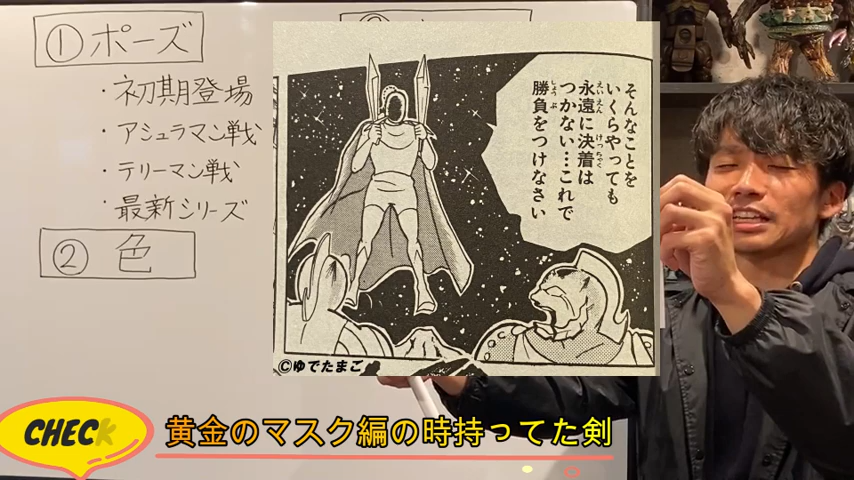 ①ポーズ
・初期登場
・アシュラマン戦
・テリーマン戦
・最新シリーズ
② 色
そんなことを
いくらやっても
永遠に決着は
つかない…これで
勝負をつけなさい
©ゆでたまご
CHECK
黄金のマスク編の時持ってた剣